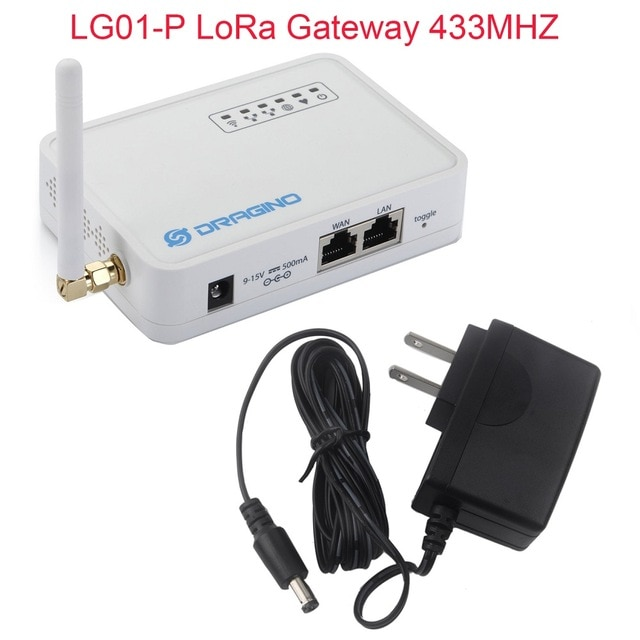 LG01-P LoRa Gateway 433MHZ
DRAGINO
9-15V 500mA
WAN
LAN
toggle